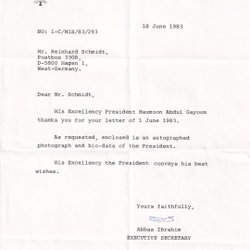 18 June 1983
NO: 1-C/MIS/83/293
Mr. Reinhard Schmidt,
Postbox 3308,
D-5800 Hagen 1,
West-Germany.
Dear Mr. Schmidt,
His Excellency President Maumoon Abdul Gayoom
thanks you for your letter of 1 June 1983.
As requested, enclosed is an autographed
photograph and bio-data of the President.
His Excellency the President conveys his best
wishes.
Yours faithfully,
Abbas Ibrahim
EXECUTIVE SECRETARY